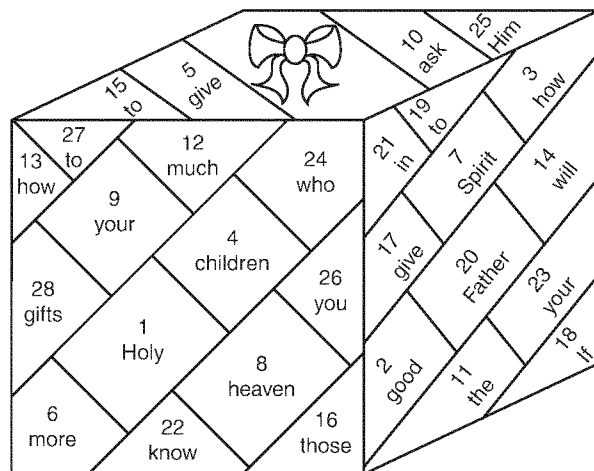 15
to
5
give
10
ask
25
Him
13
how
27
to
12
much
24
who
9
your
4
children
28
gifts
26
you
1
Holy
8
heaven
6
more
22
know
16
those
21
in
19
to
3
how
7
Spirit
14
will
17
give
20
Father
23
your
2
good
11
the
18
If